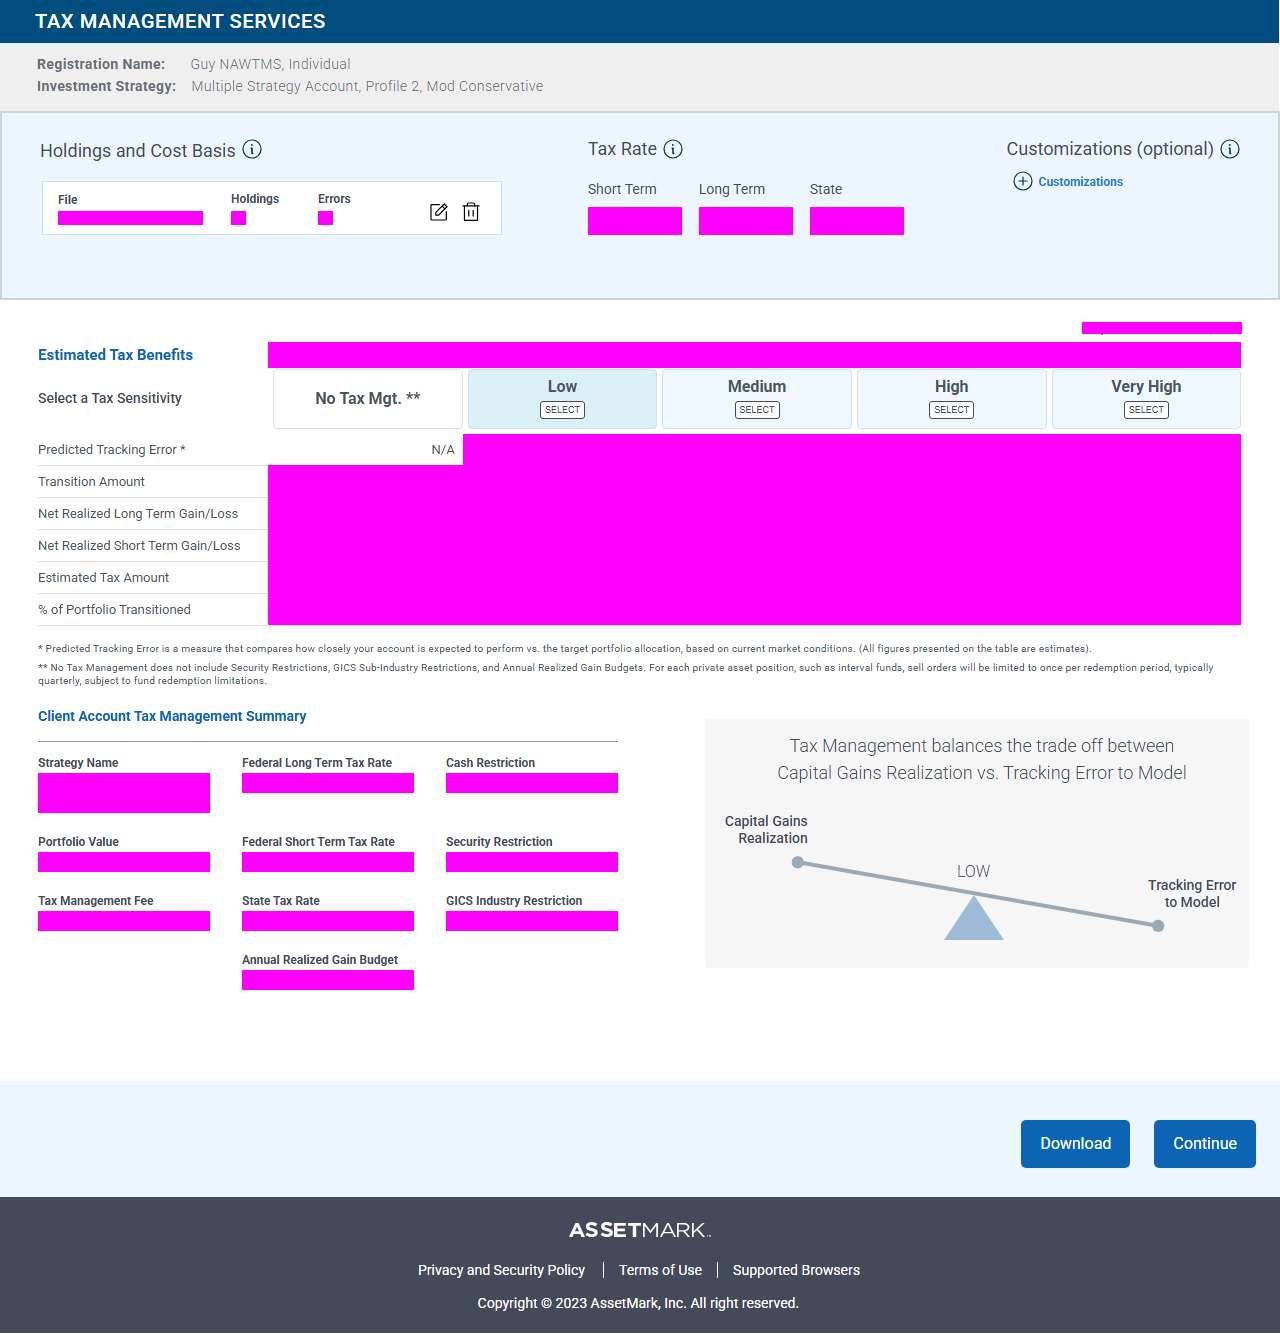 TAX MANAGEMENT SERVICES
Registration Name: Guy NAWTMS, Individual
Investment Strategy: Multiple Strategy Account, Profile 2, Mod Conservative
Holdings and Cost Basis
File Holdings Errors
Tax Rate
Short Term Long Term State
Customizations (optional)
Customizations
Estimated Tax Benefits
Select a Tax Sensitivity
No Tax Mgt. **
Low
SELECT
Medium
SELECT
High
SELECT
Very High
SELECT
Predicted Tracking Error * N/A
Transition Amount
Net Realized Long Term Gain/Loss
Net Realized Short Term Gain/Loss
Estimated Tax Amount
% of Portfolio Transitioned
* Predicted Tracking Error is a measure that compares how closely your account is expected to perform vs. the target portfolio allocation, based on current market conditions. (All figures presented on the table are estimates).
** No Tax Management does not include Security Restrictions, GICS Sub-Industry Restrictions, and Annual Realized Gain Budgets. For each private asset position, such as interval funds, sell orders will be limited to once per redemption period, typically
quarterly, subject to fund redemption limitations.
Client Account Tax Management Summary
Strategy Name Federal Long Term Tax Rate Cash Restriction
Portfolio Value Federal Short Term Tax Rate Security Restriction
Tax Management Fee State Tax Rate GICS Industry Restriction
Annual Realized Gain Budget
Tax Management balances the trade off between
Capital Gains Realization vs. Tracking Error to Model
Capital Gains
Realization
LOW
Tracking Error
to Model
Download Continue
ASSETMARK™
Privacy and Security Policy Terms of Use Supported Browsers
Copyright © 2023 AssetMark, Inc. All right reserved.